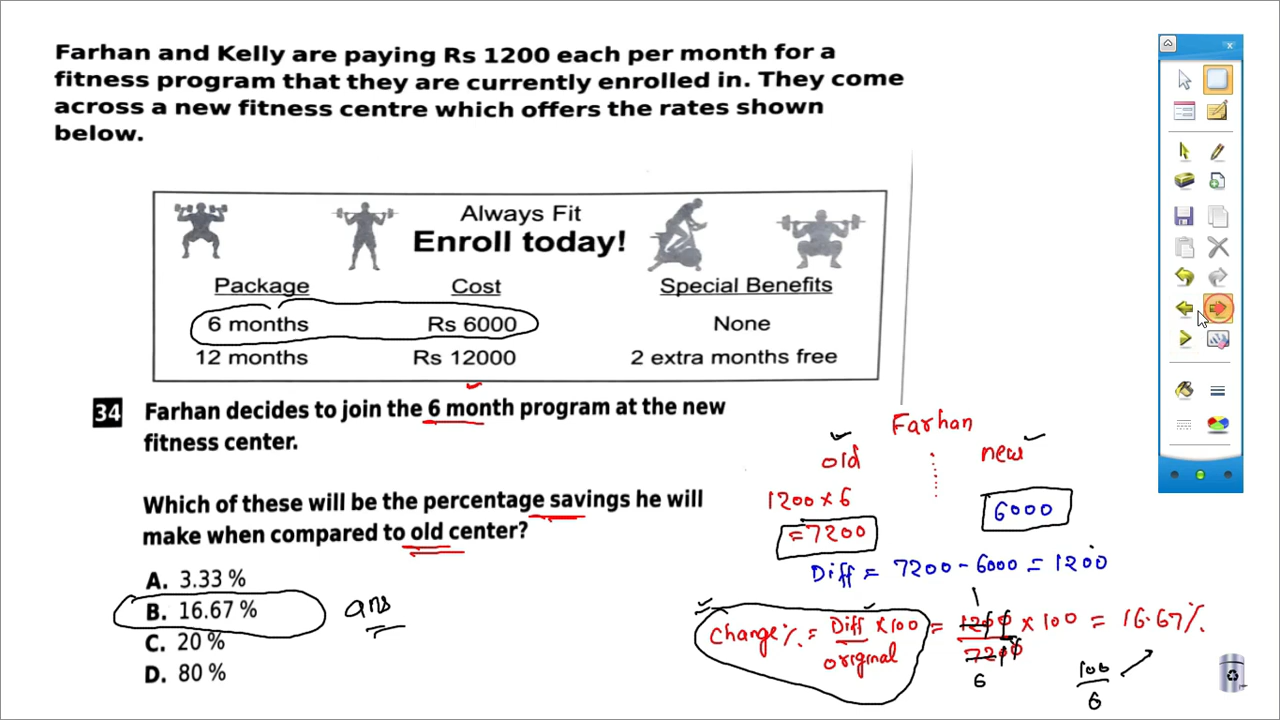 Farhan and Kelly are paying Rs 1200 each per month for a
fitness program that they are currently enrolled in. They come
across a new fitness centre which offers the rates shown
below.
Always Fit
Enroll today!
Package Cost Special Benefits
6 months Rs 6000 None
12 months Rs 12000 2 extra months free
34 Farhan decides to join the 6 month program at the new
fitness center.
Which of these will be the percentage savings he will
make when compared to old center?
A. 3.33 %
B. 16.67 %
C. 20 %
D. 80 %
ans
Farhan
old new
1200 × 6
= 7200 6000
Diff = 7200 - 6000 = 1200
Change% = Diff × 100 = 1200 × 100 = 16.67%
original 7200
1
6
100
6